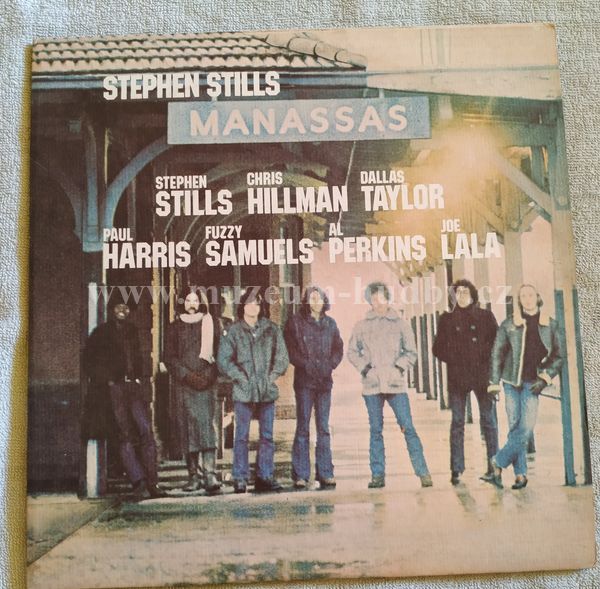 STEPHEN STILLS
MANASSAS
STEPHEN STILLS CHRIS HILLMAN DALLAS TAYLOR
PAUL HARRIS FUZZY SAMUELS AL PERKINS JOE LALA
www.muzeum-hudby.cz